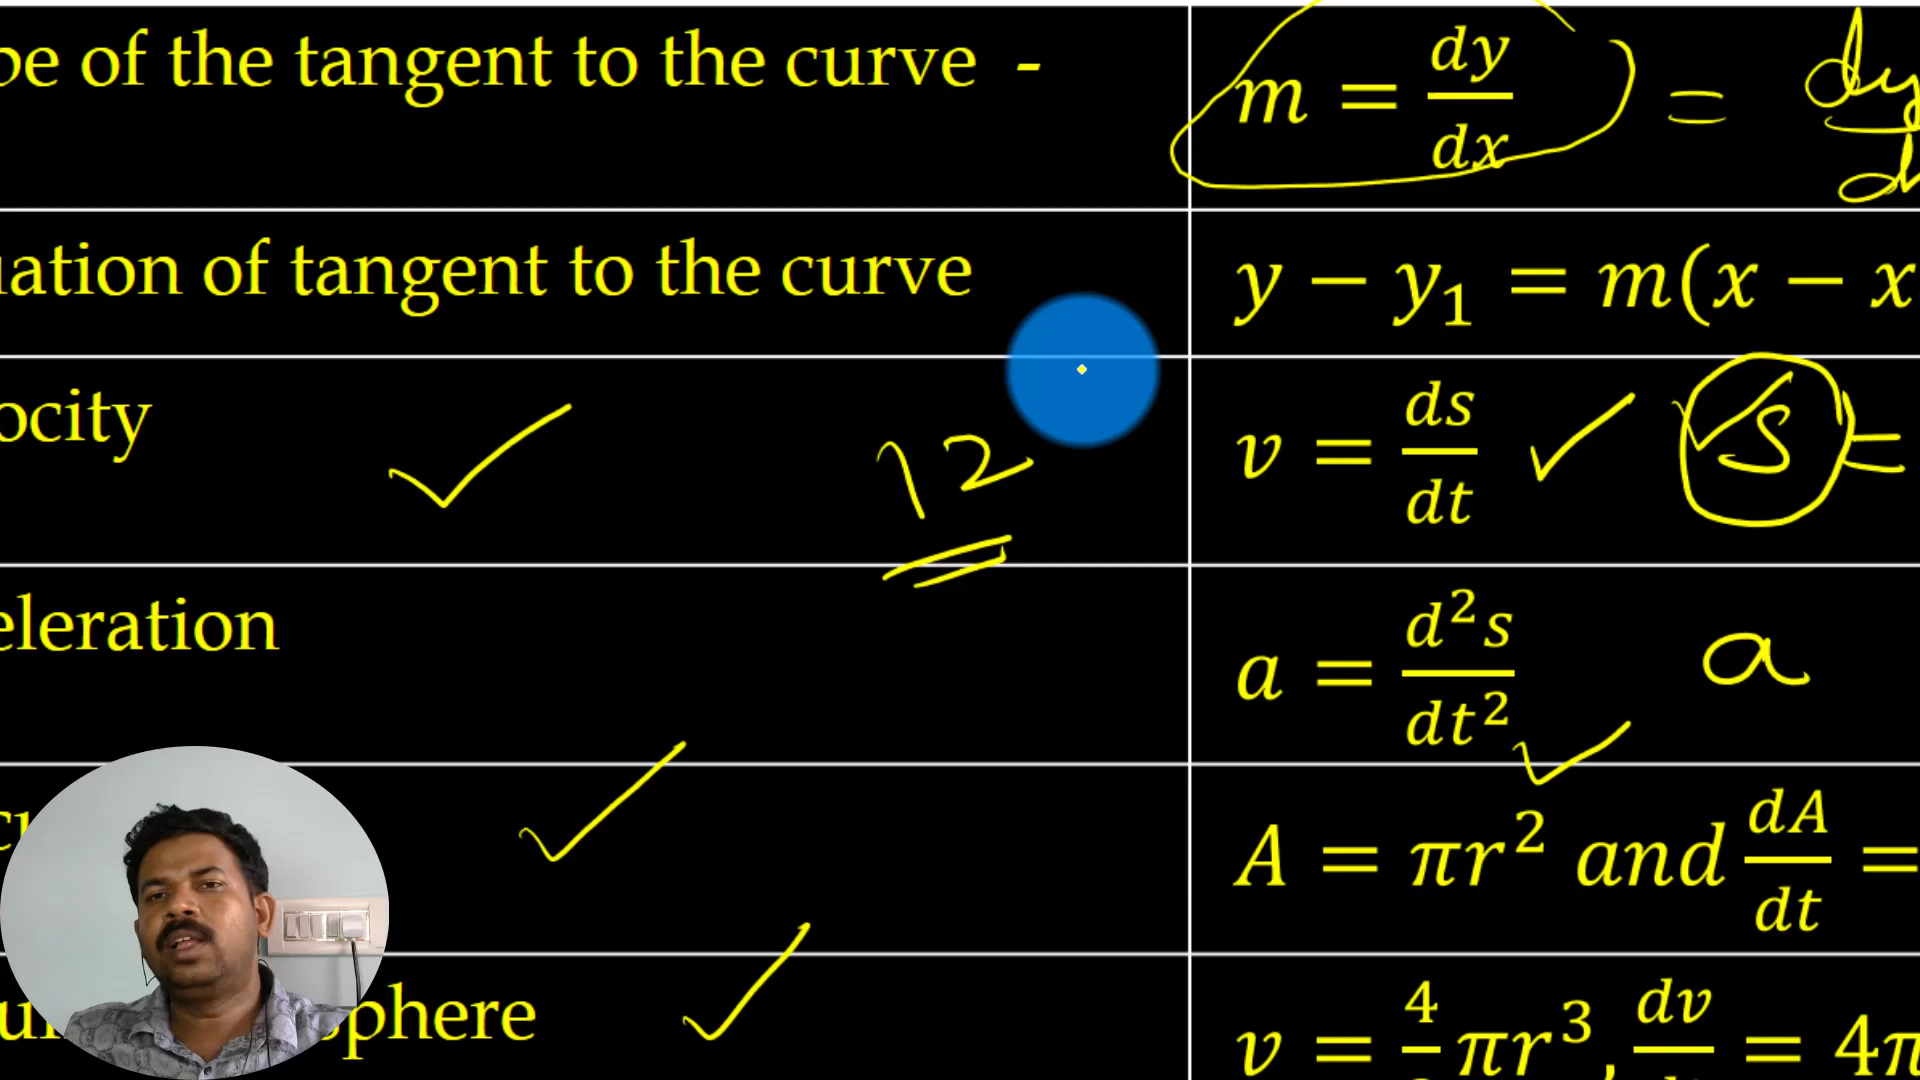 pe of the tangent to the curve - m = dy/dx = dy/d
uation of tangent to the curve y − y₁ = m(x − x
ocity 12 v = ds/dt ✓ S =
eleration a = d²s/dt² a
A = πr² and dA/dt =
phere v = 4/ πr³, dv/ = 4π